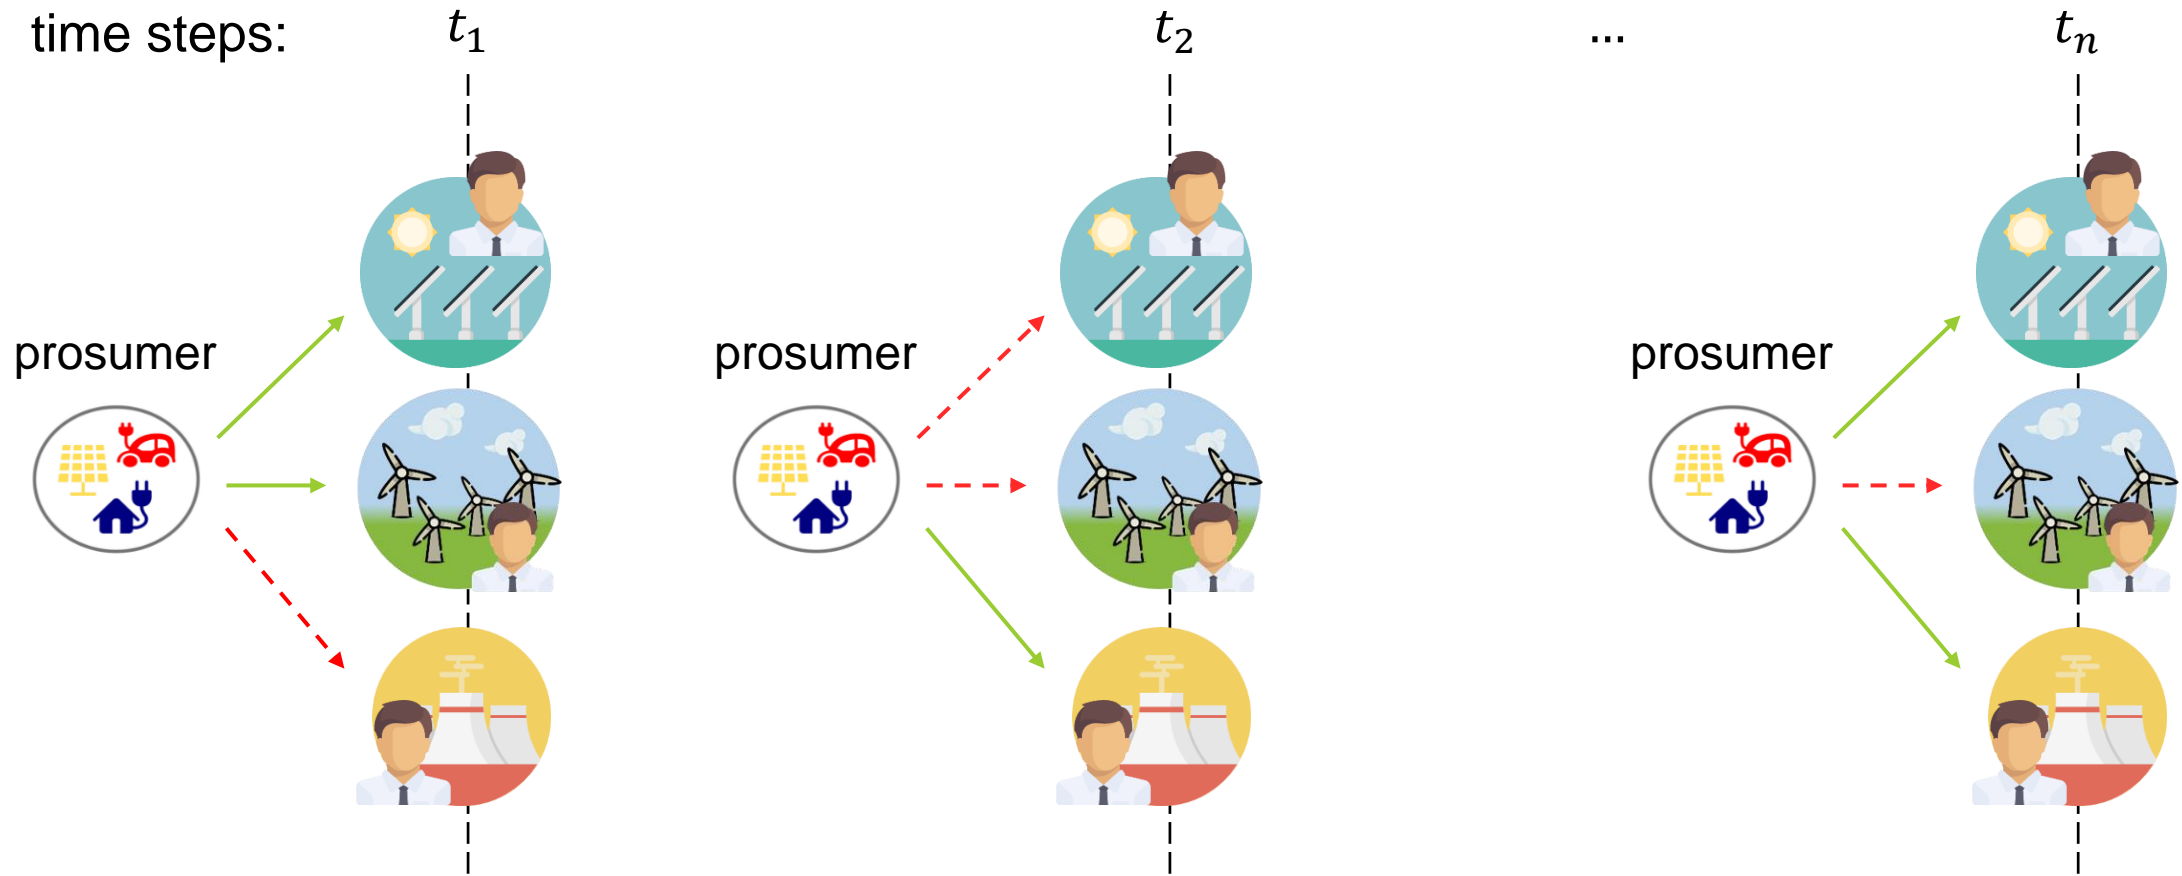 time steps:
t₁
t₂
...
tₙ
prosumer
prosumer
prosumer